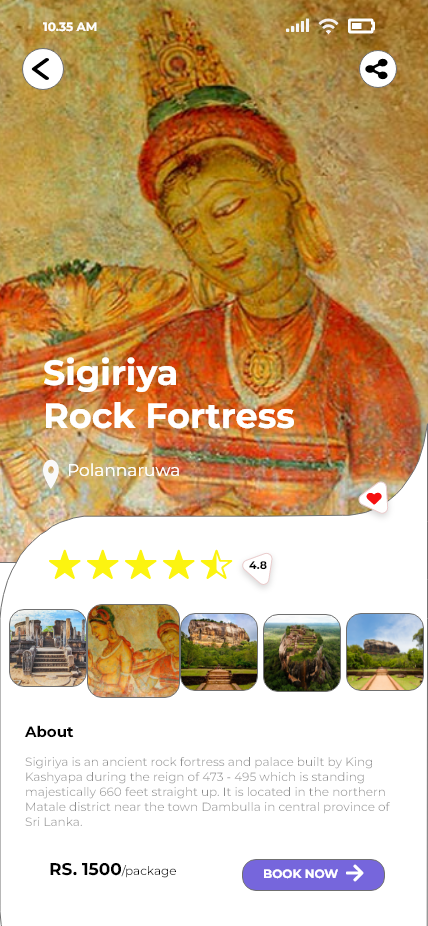 10.35 AM
Sigiriya
Rock Fortress
Polannaruwa
4.8
About
Sigiriya is an ancient rock fortress and palace built by King
Kashyapa during the reign of 473 - 495 which is standing
majestically 660 feet straight up. It is located in the northern
Matale district near the town Dambulla in central province of
Sri Lanka.
RS. 1500/package
BOOK NOW